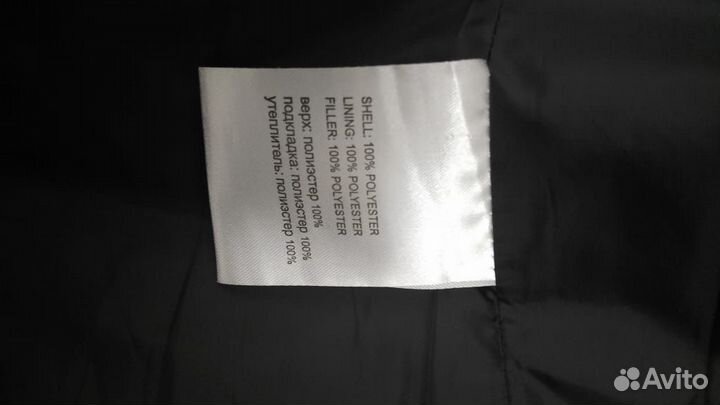 SHELL: 100% POLYESTER
LINING: 100% POLYESTER
FILLER: 100% POLYESTER
верх: полиэстер 100%
подкладка: полиэстер 100%
утеплитель: полиэстер 100%
Avito